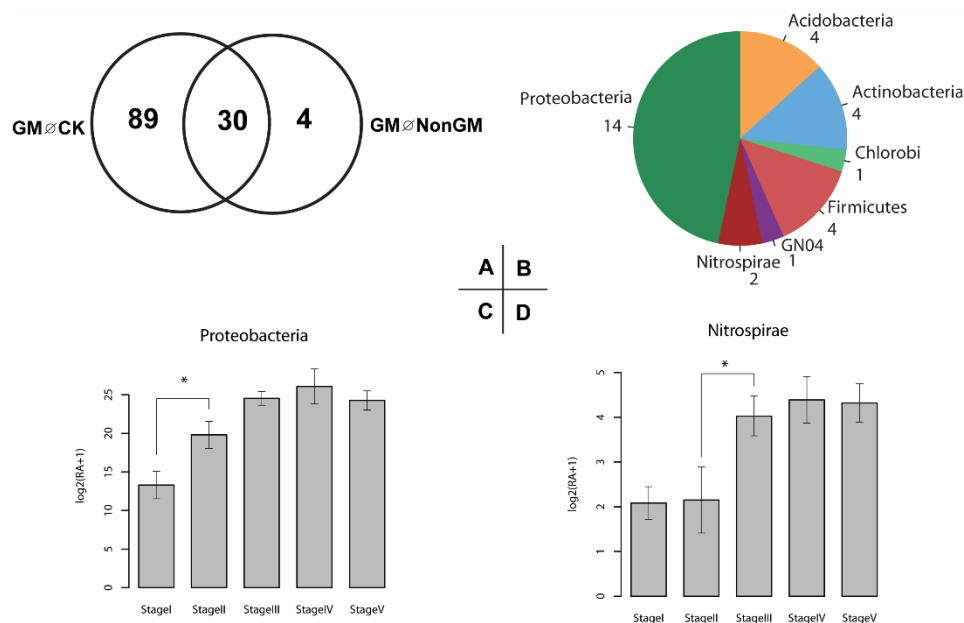 GM∅CK
89
30
4
GM∅NonGM
Acidobacteria
4
Actinobacteria
4
Chlorobi
1
Firmicutes
4
GN04
1
Nitrospirae
2
Proteobacteria
14
A B
C D
Proteobacteria
*
log2(RA+1)
25
20
15
10
5
0
StageI StageII StageIII StageIV StageV
Nitrospirae
*
log2(RA+1)
5
4
3
2
1
0
StageI StageII StageIII StageIV StageV